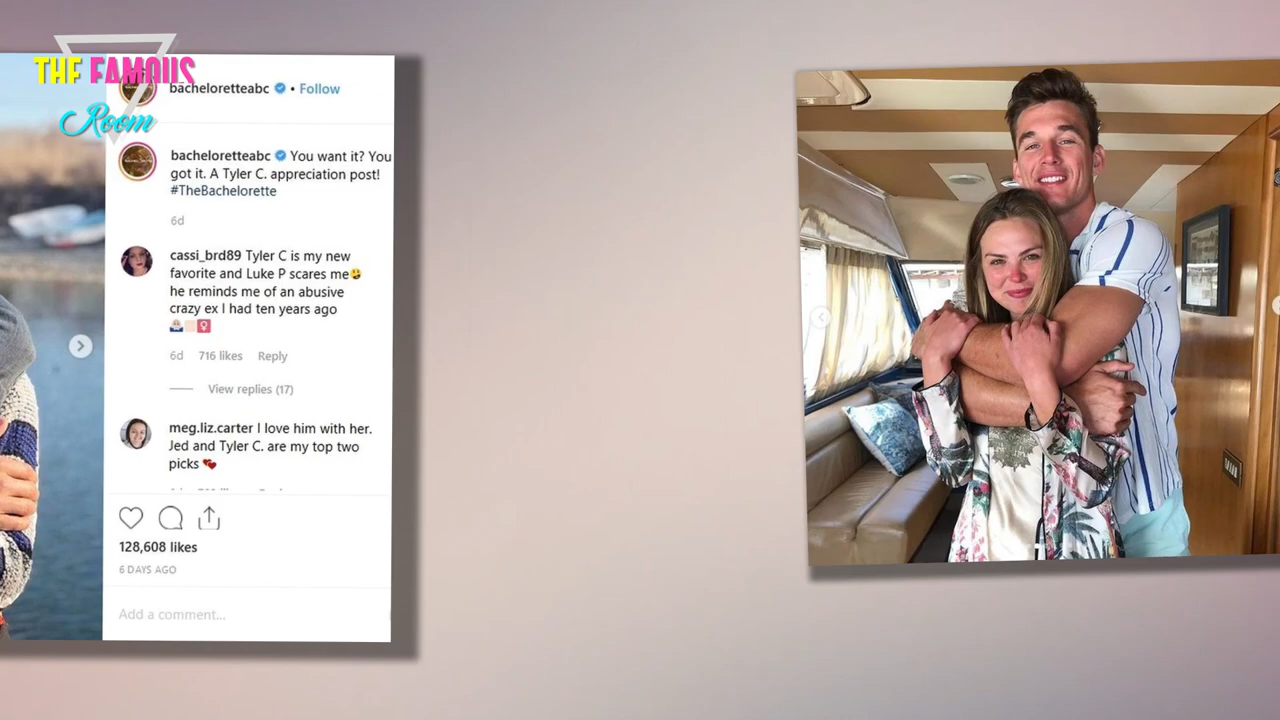 THE FAMOUS
Room
bacheloretteabc • Follow
bacheloretteabc You want it? You
got it. A Tyler C. appreciation post!
#TheBachelorette
6d
cassi_brd89 Tyler C is my new
favorite and Luke P scares me
he reminds me of an abusive
crazy ex I had ten years ago
6d 716 likes Reply
View replies (17)
meg.liz.carter I love him with her.
Jed and Tyler C. are my top two
picks
128,608 likes
6 DAYS AGO
Add a comment...